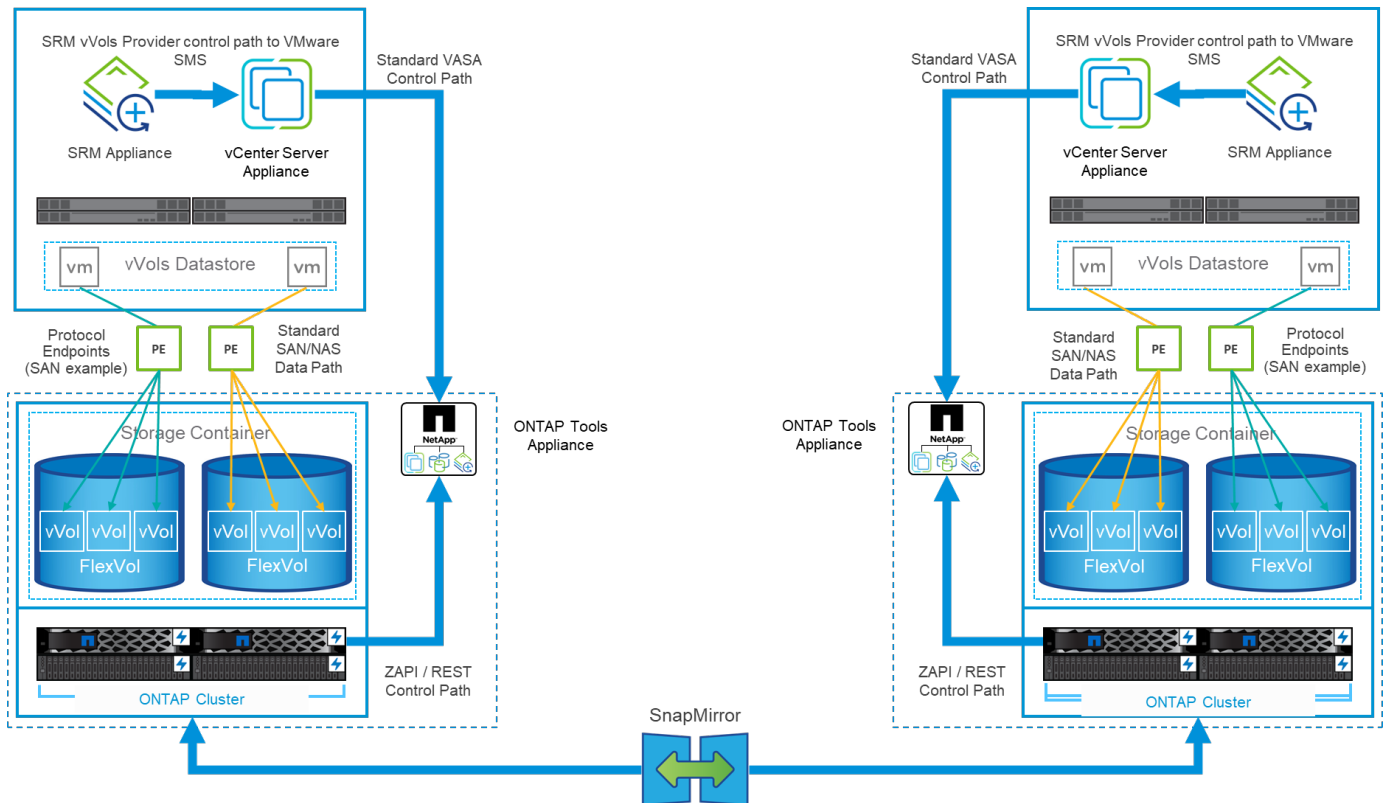 SRM vVols Provider control path to VMware
SMS
SRM Appliance
vCenter Server
Appliance
Standard VASA
Control Path
vm
vVols Datastore
vm
Protocol
Endpoints
(SAN example)
PE
PE
Standard
SAN/NAS
Data Path
Storage Container
vVol
vVol
vVol
FlexVol
vVol
vVol
vVol
FlexVol
NetApp
ONTAP Tools
Appliance
ONTAP Cluster
ZAPI / REST
Control Path
SnapMirror
Standard VASA
Control Path
SRM vVols Provider control path to VMware
SMS
vCenter Server
Appliance
SRM Appliance
vm
vVols Datastore
vm
Standard
SAN/NAS
Data Path
PE
PE
Protocol
Endpoints
(SAN example)
ONTAP Tools
Appliance
NetApp
Storage Container
vVol
vVol
vVol
FlexVol
vVol
vVol
vVol
FlexVol
ZAPI / REST
Control Path
ONTAP Cluster